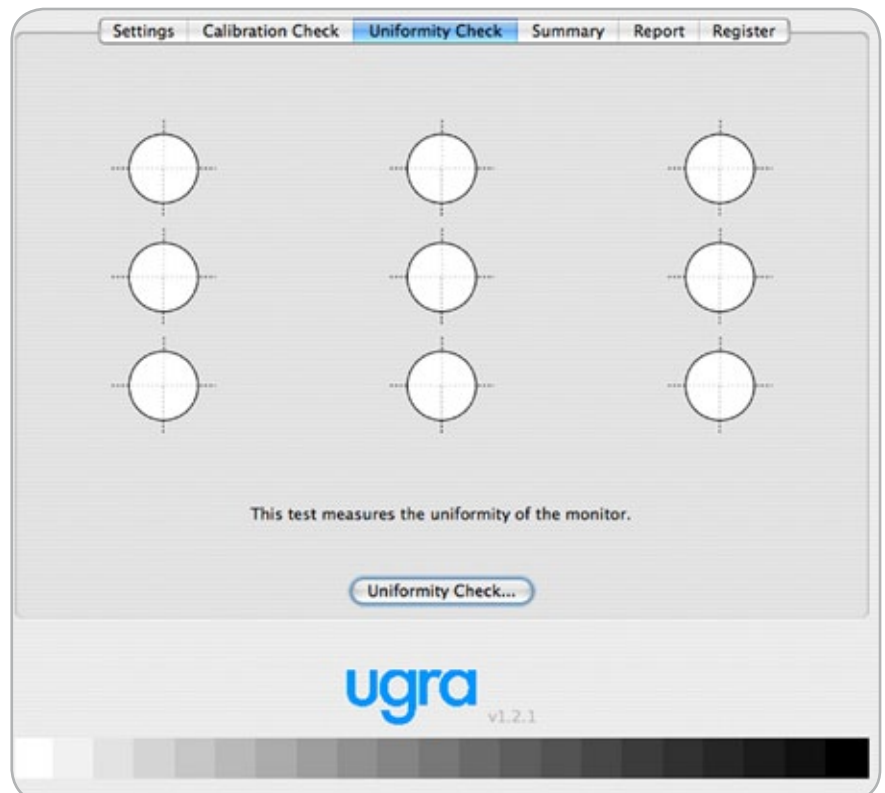 Settings Calibration Check Uniformity Check Summary Report Register
This test measures the uniformity of the monitor.
Uniformity Check...
ugra
v1.2.1